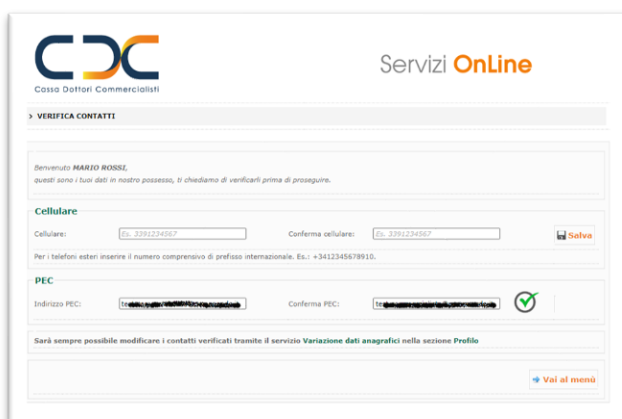 CDC
Cassa Dottori Commercialisti
Servizi OnLine
> VERIFICA CONTATTI
Benvenuto MARIO ROSSI,
questi sono i tuoi dati in nostro possesso, ti chiediamo di verificarli prima di proseguire.
Cellulare
Cellulare: Es. 3391234567 Conferma cellulare: Es. 3391234567 Salva
Per i telefoni esteri inserire il numero comprensivo di prefisso internazionale. Es.: +3412345678910.
PEC
Indirizzo PEC: Conferma PEC:
Sarà sempre possibile modificare i contatti verificati tramite il servizio Variazione dati anagrafici nella sezione Profilo
Vai al menù